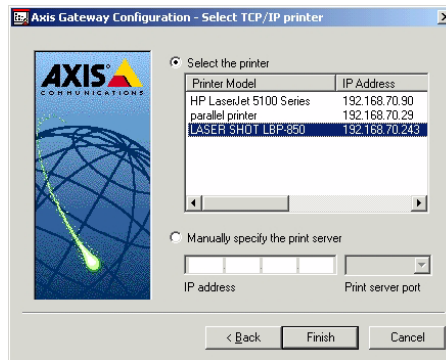 Axis Gateway Configuration - Select TCP/IP printer
AXIS
COMMUNICATIONS
Select the printer
Printer Model IP Address
HP LaserJet 5100 Series 192.168.70.90
parallel printer 192.168.70.29
LASER SHOT LBP-850 192.168.70.243
Manually specify the print server
IP address Print server port
< Back Finish Cancel